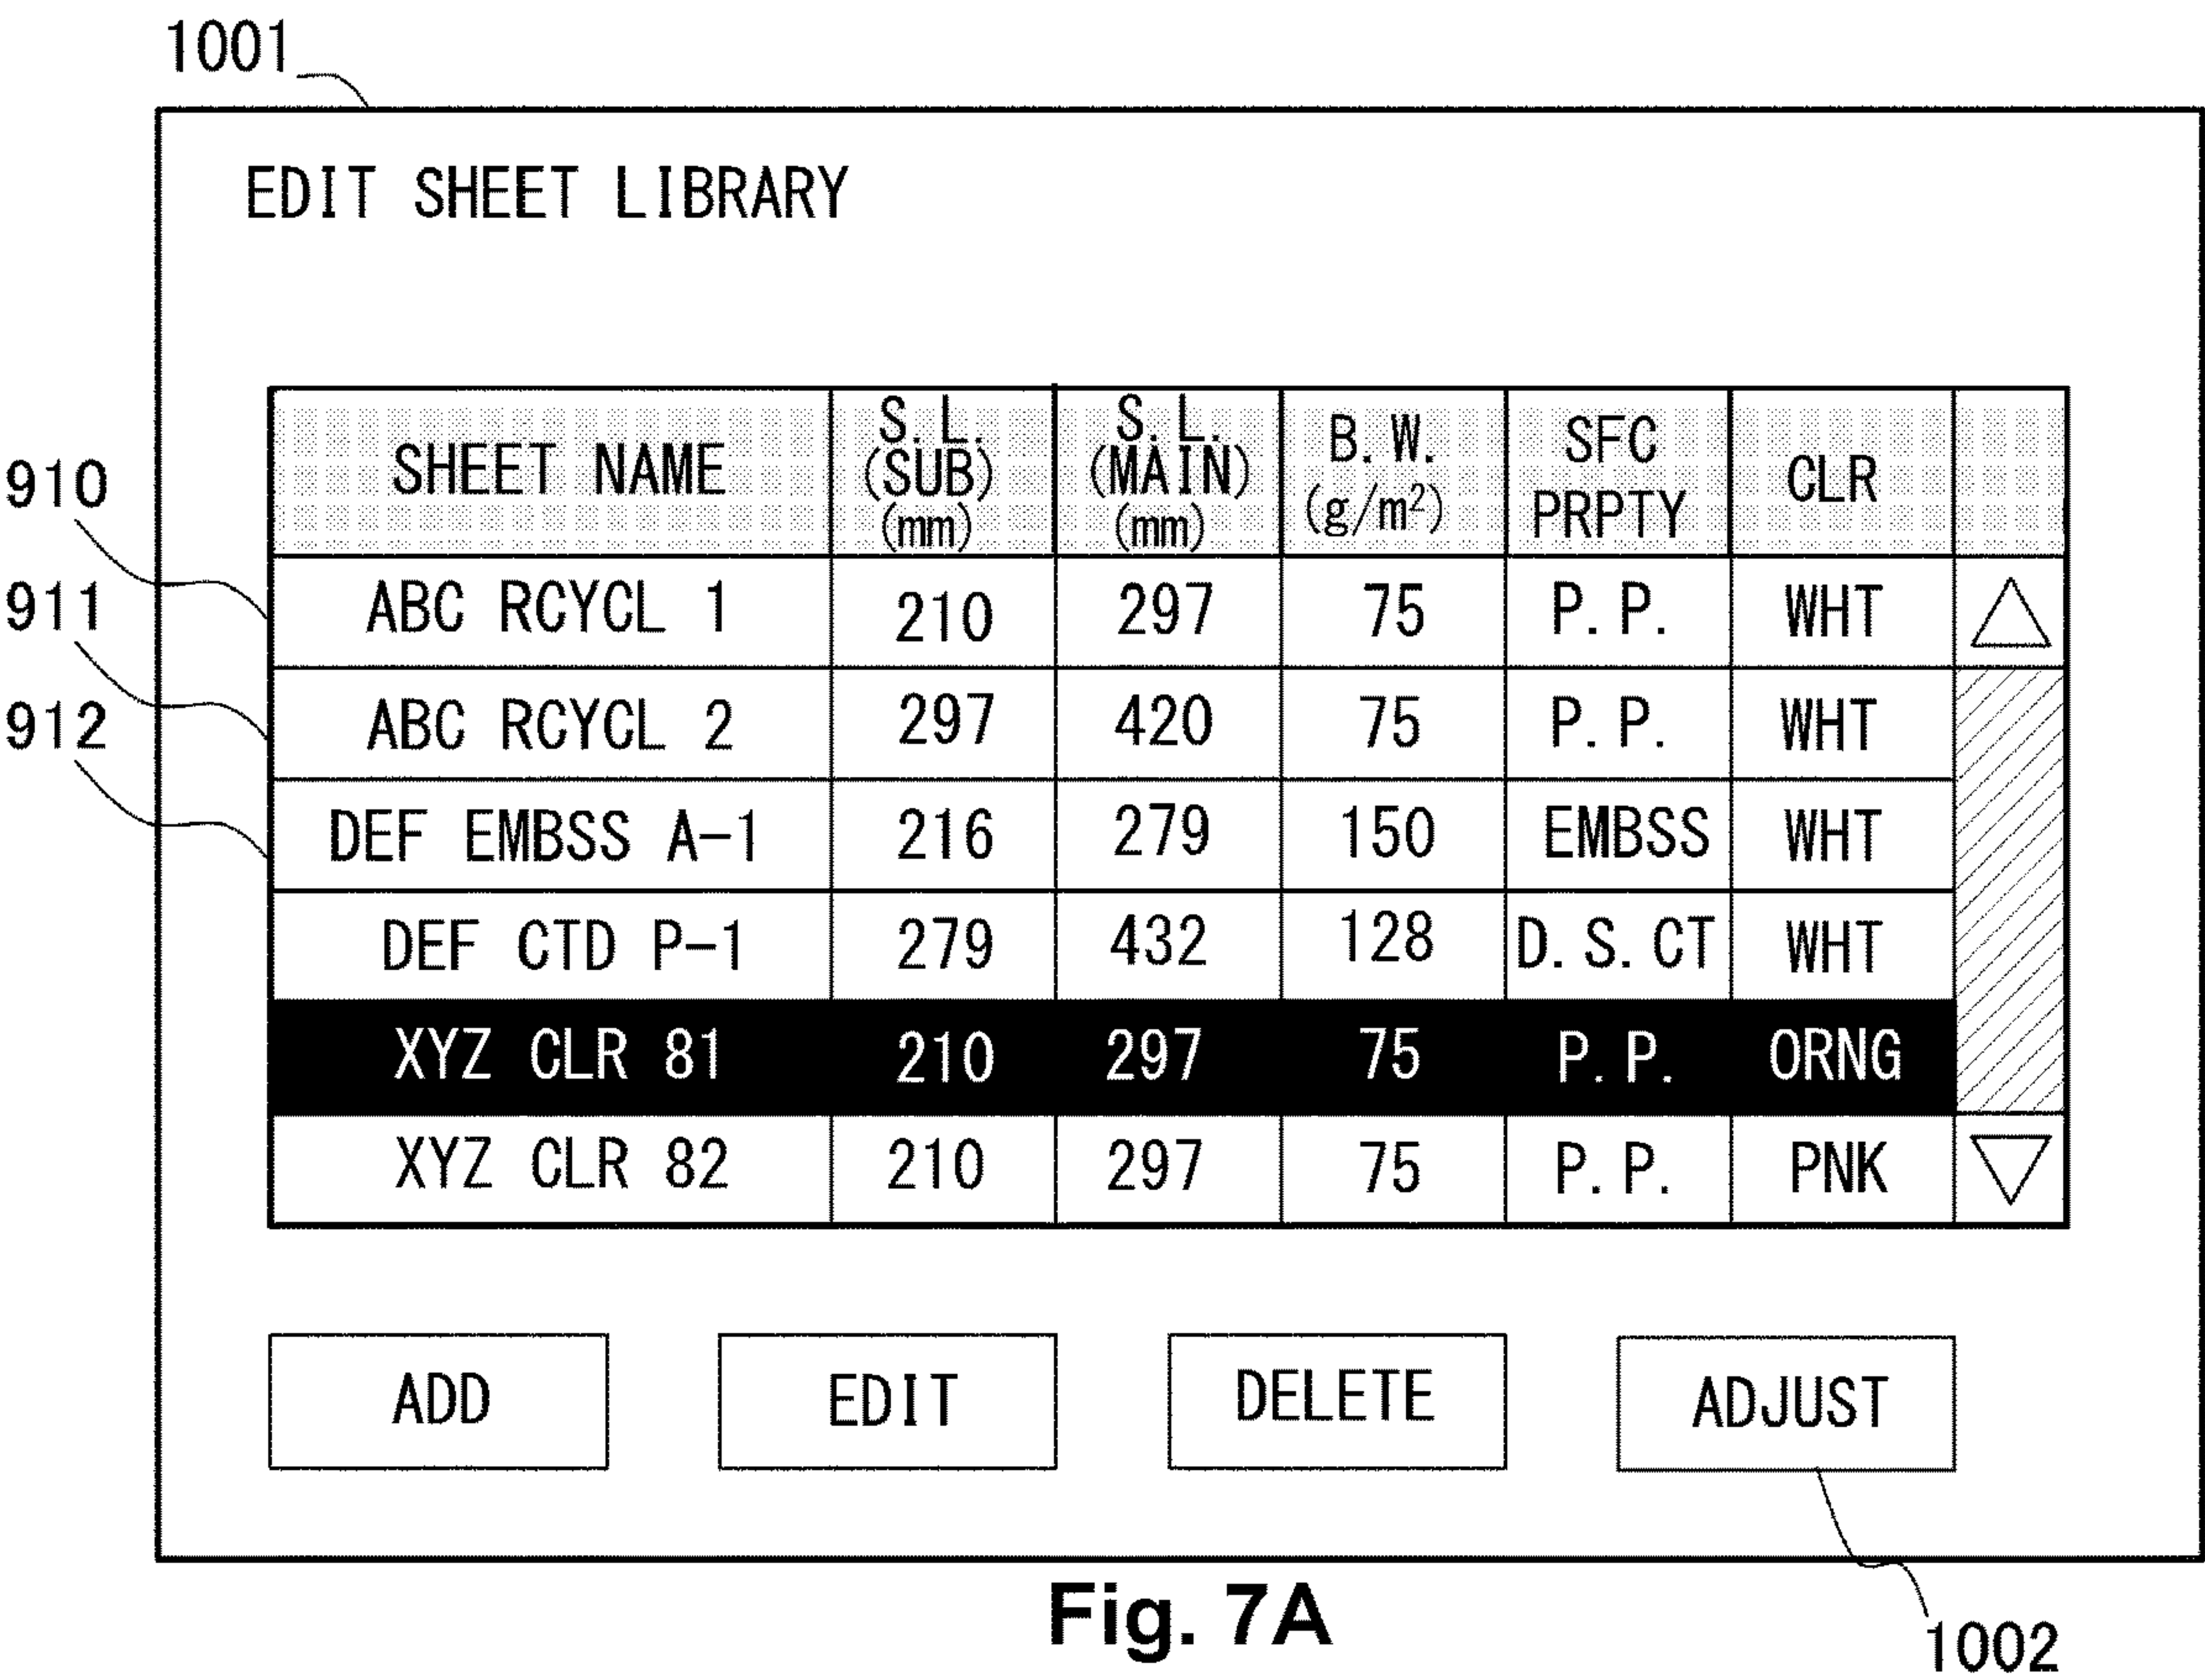 1001
EDIT SHEET LIBRARY
SHEET NAME S.L. (SUB) (mm) S.L. (MAIN) (mm) B.W. (g/m²) SFC PRPTY CLR
910 ABC RCYCL 1 210 297 75 P.P. WHT
911 ABC RCYCL 2 297 420 75 P.P. WHT
912 DEF EMBSS A-1 216 279 150 EMBSS WHT
DEF CTD P-1 279 432 128 D.S.CT WHT
XYZ CLR 81 210 297 75 P.P. ORNG
XYZ CLR 82 210 297 75 P.P. PNK
ADD EDIT DELETE ADJUST
Fig. 7A
1002